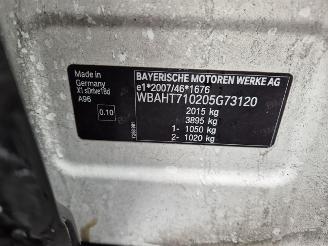 Made in
Germany
X1 sDrive18d
A96
0.10
BAYERISCHE MOTOREN WERKE AG
e1*2007/46*1676
WBAHT710205G73120
2015 kg
3895 kg
1- 1050 kg
2- 1020 kg